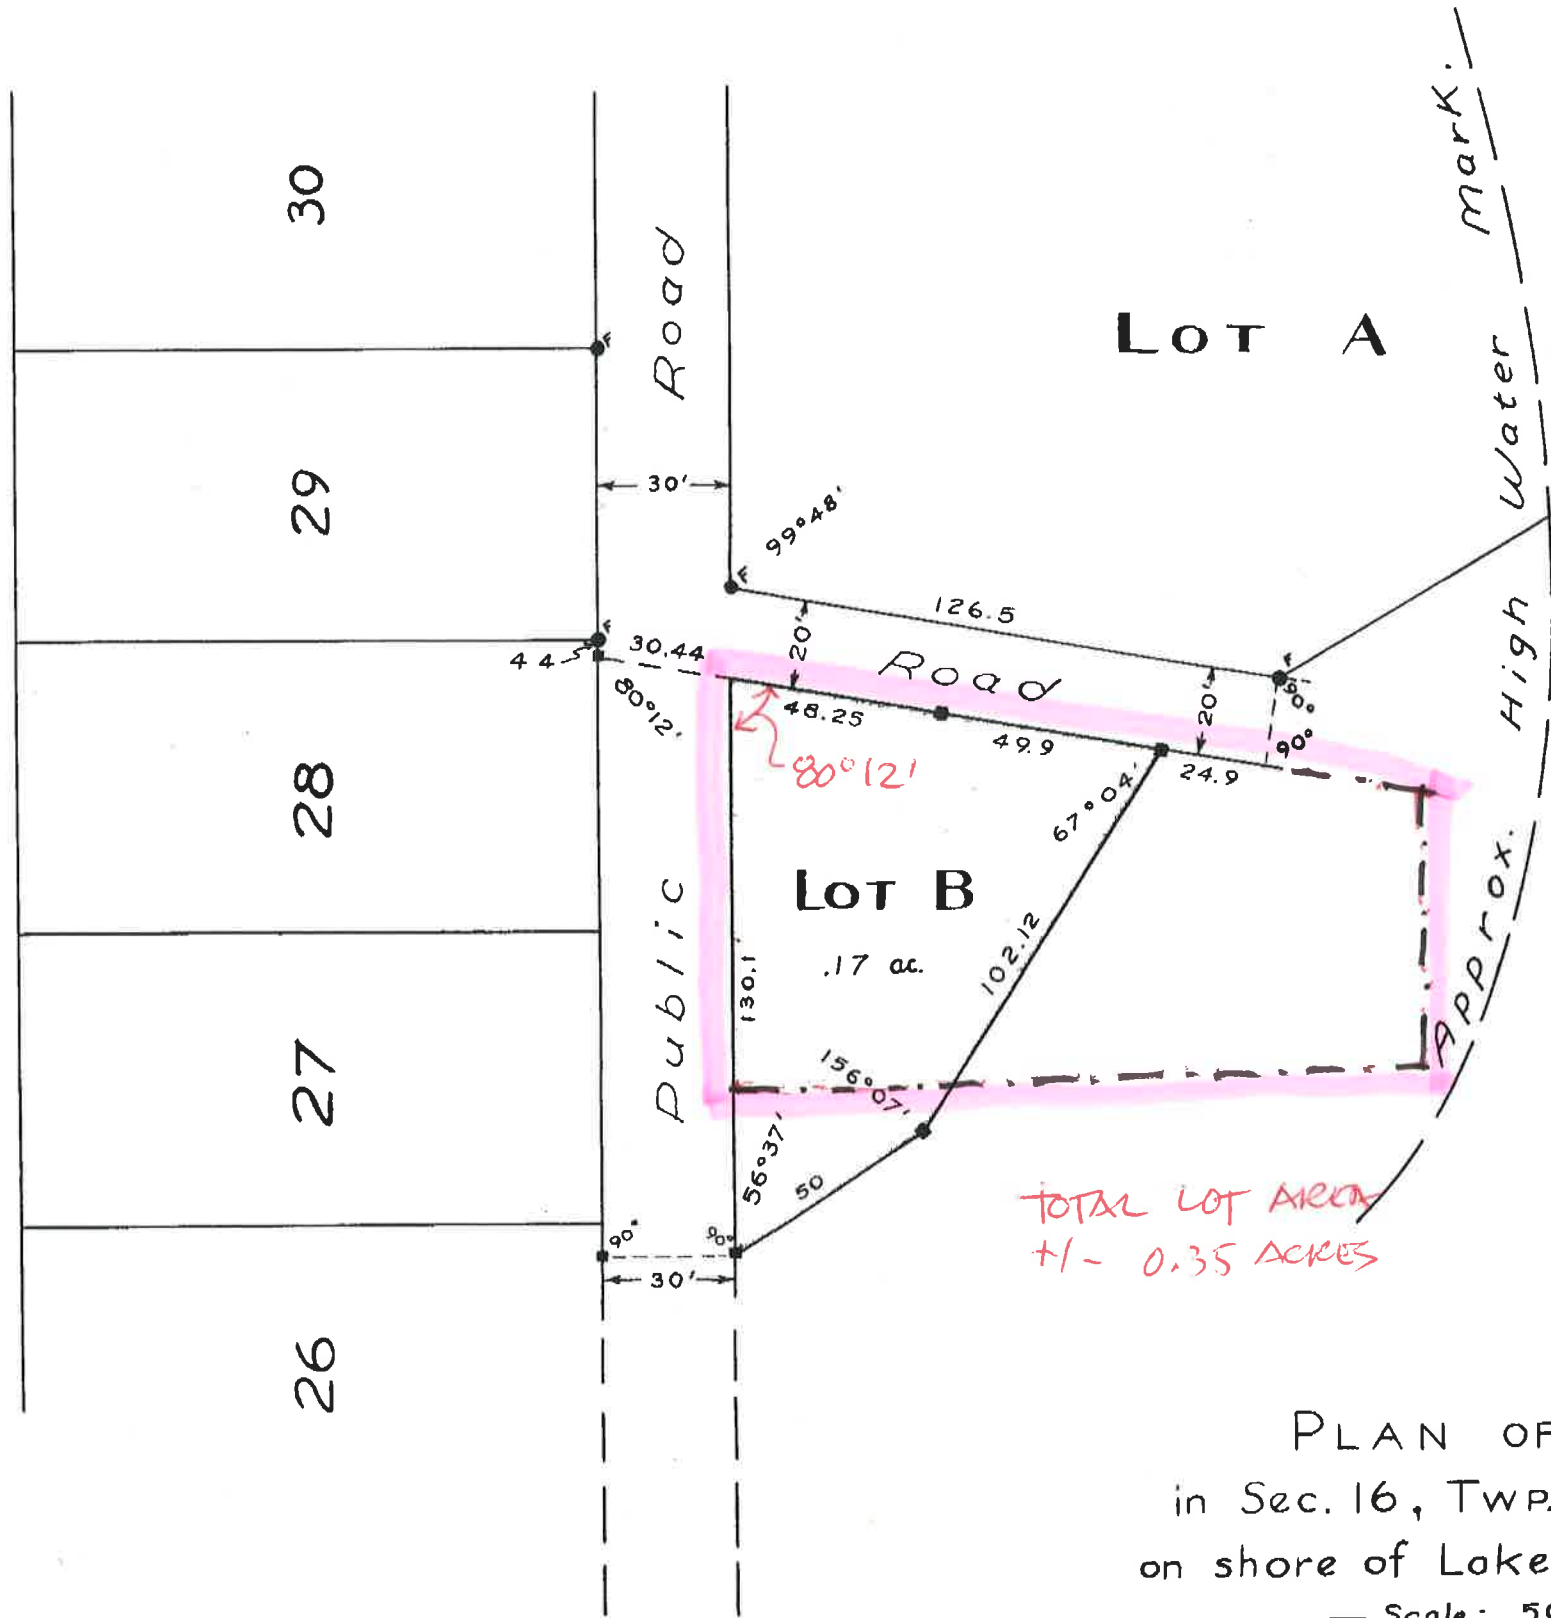 30
29
28
27
26
Road
Public
30'
99°48'
F
F
F
F
126.5
20'
Road
20'
90°
90°
44
30.44
80°12'
48.25
49.9
24.9
80°12'
67°04'
LOT A
LOT B
.17 ac.
130.1
102.12
156°07'
56°37'
50
90°
90°
30'
Approx. High Water mark.
TOTAL LOT AREA
+/- 0.35 ACRES
PLAN OF
in Sec. 16, TWP.
on shore of Lake
— Scale: 50